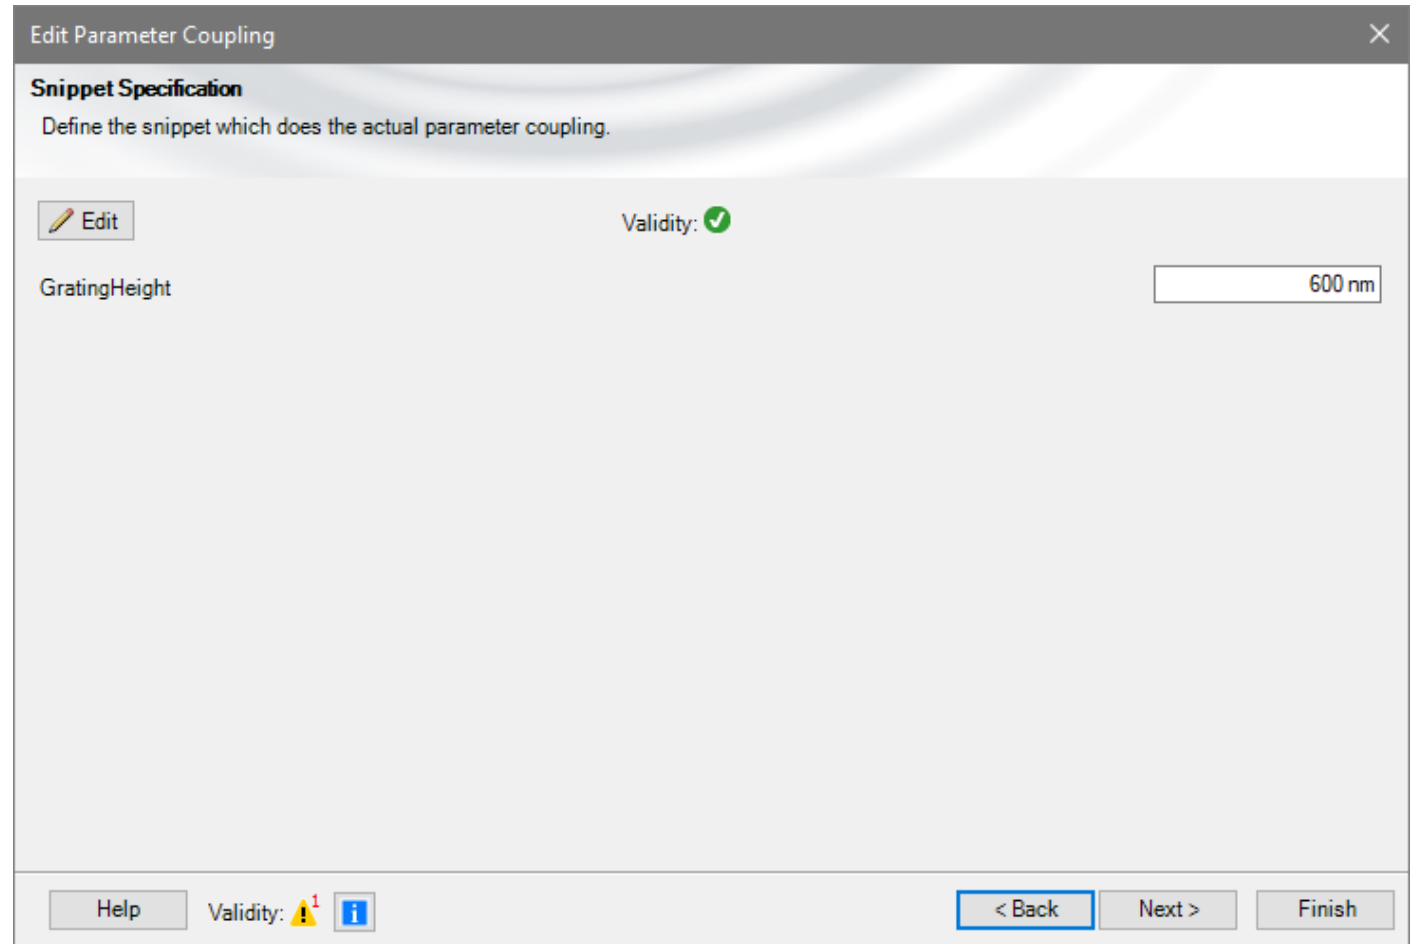 Edit Parameter Coupling
Snippet Specification
Define the snippet which does the actual parameter coupling.
Edit
Validity:
GratingHeight
600 nm
Help
Validity:
1
< Back
Next >
Finish